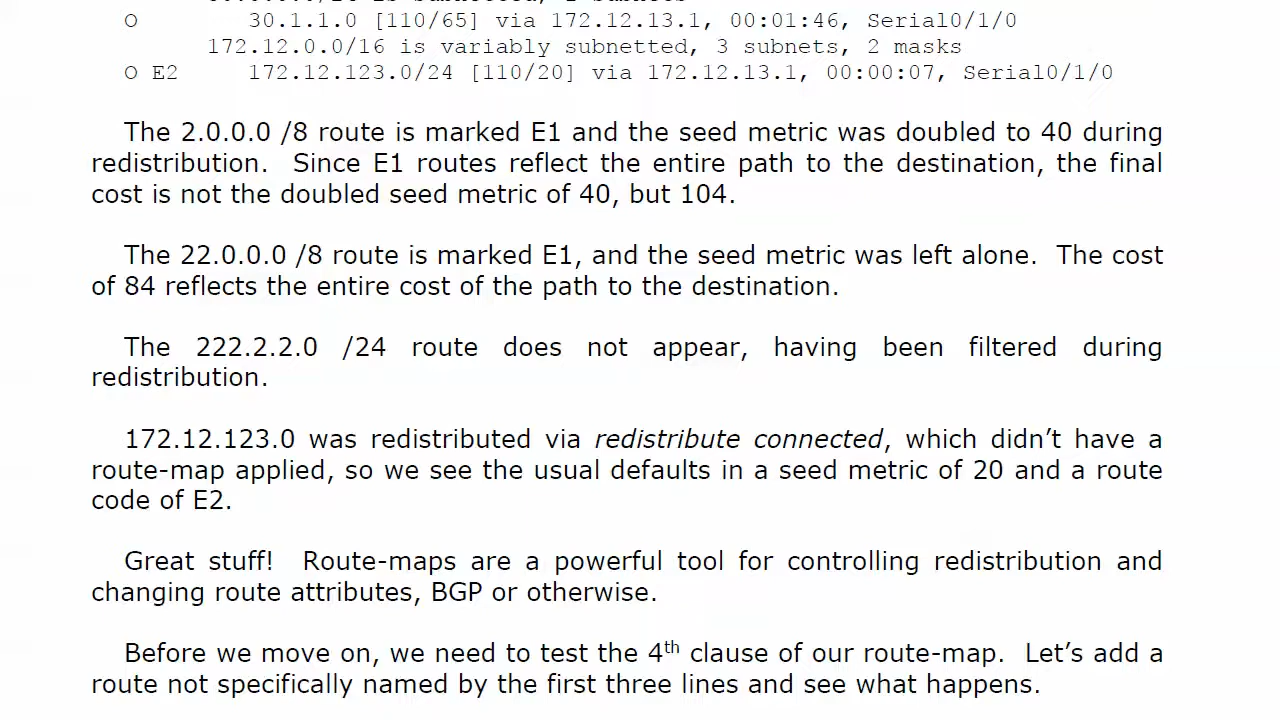 O 30.1.1.0 [110/65] via 172.12.13.1, 00:01:46, Serial0/1/0
172.12.0.0/16 is variably subnetted, 3 subnets, 2 masks
O E2 172.12.123.0/24 [110/20] via 172.12.13.1, 00:00:07, Serial0/1/0
The 2.0.0.0 /8 route is marked E1 and the seed metric was doubled to 40 during
redistribution. Since E1 routes reflect the entire path to the destination, the final
cost is not the doubled seed metric of 40, but 104.
The 22.0.0.0 /8 route is marked E1, and the seed metric was left alone. The cost
of 84 reflects the entire cost of the path to the destination.
The 222.2.2.0 /24 route does not appear, having been filtered during
redistribution.
172.12.123.0 was redistributed via redistribute connected, which didn't have a
route-map applied, so we see the usual defaults in a seed metric of 20 and a route
code of E2.
Great stuff! Route-maps are a powerful tool for controlling redistribution and
changing route attributes, BGP or otherwise.
Before we move on, we need to test the 4th clause of our route-map. Let's add a
route not specifically named by the first three lines and see what happens.